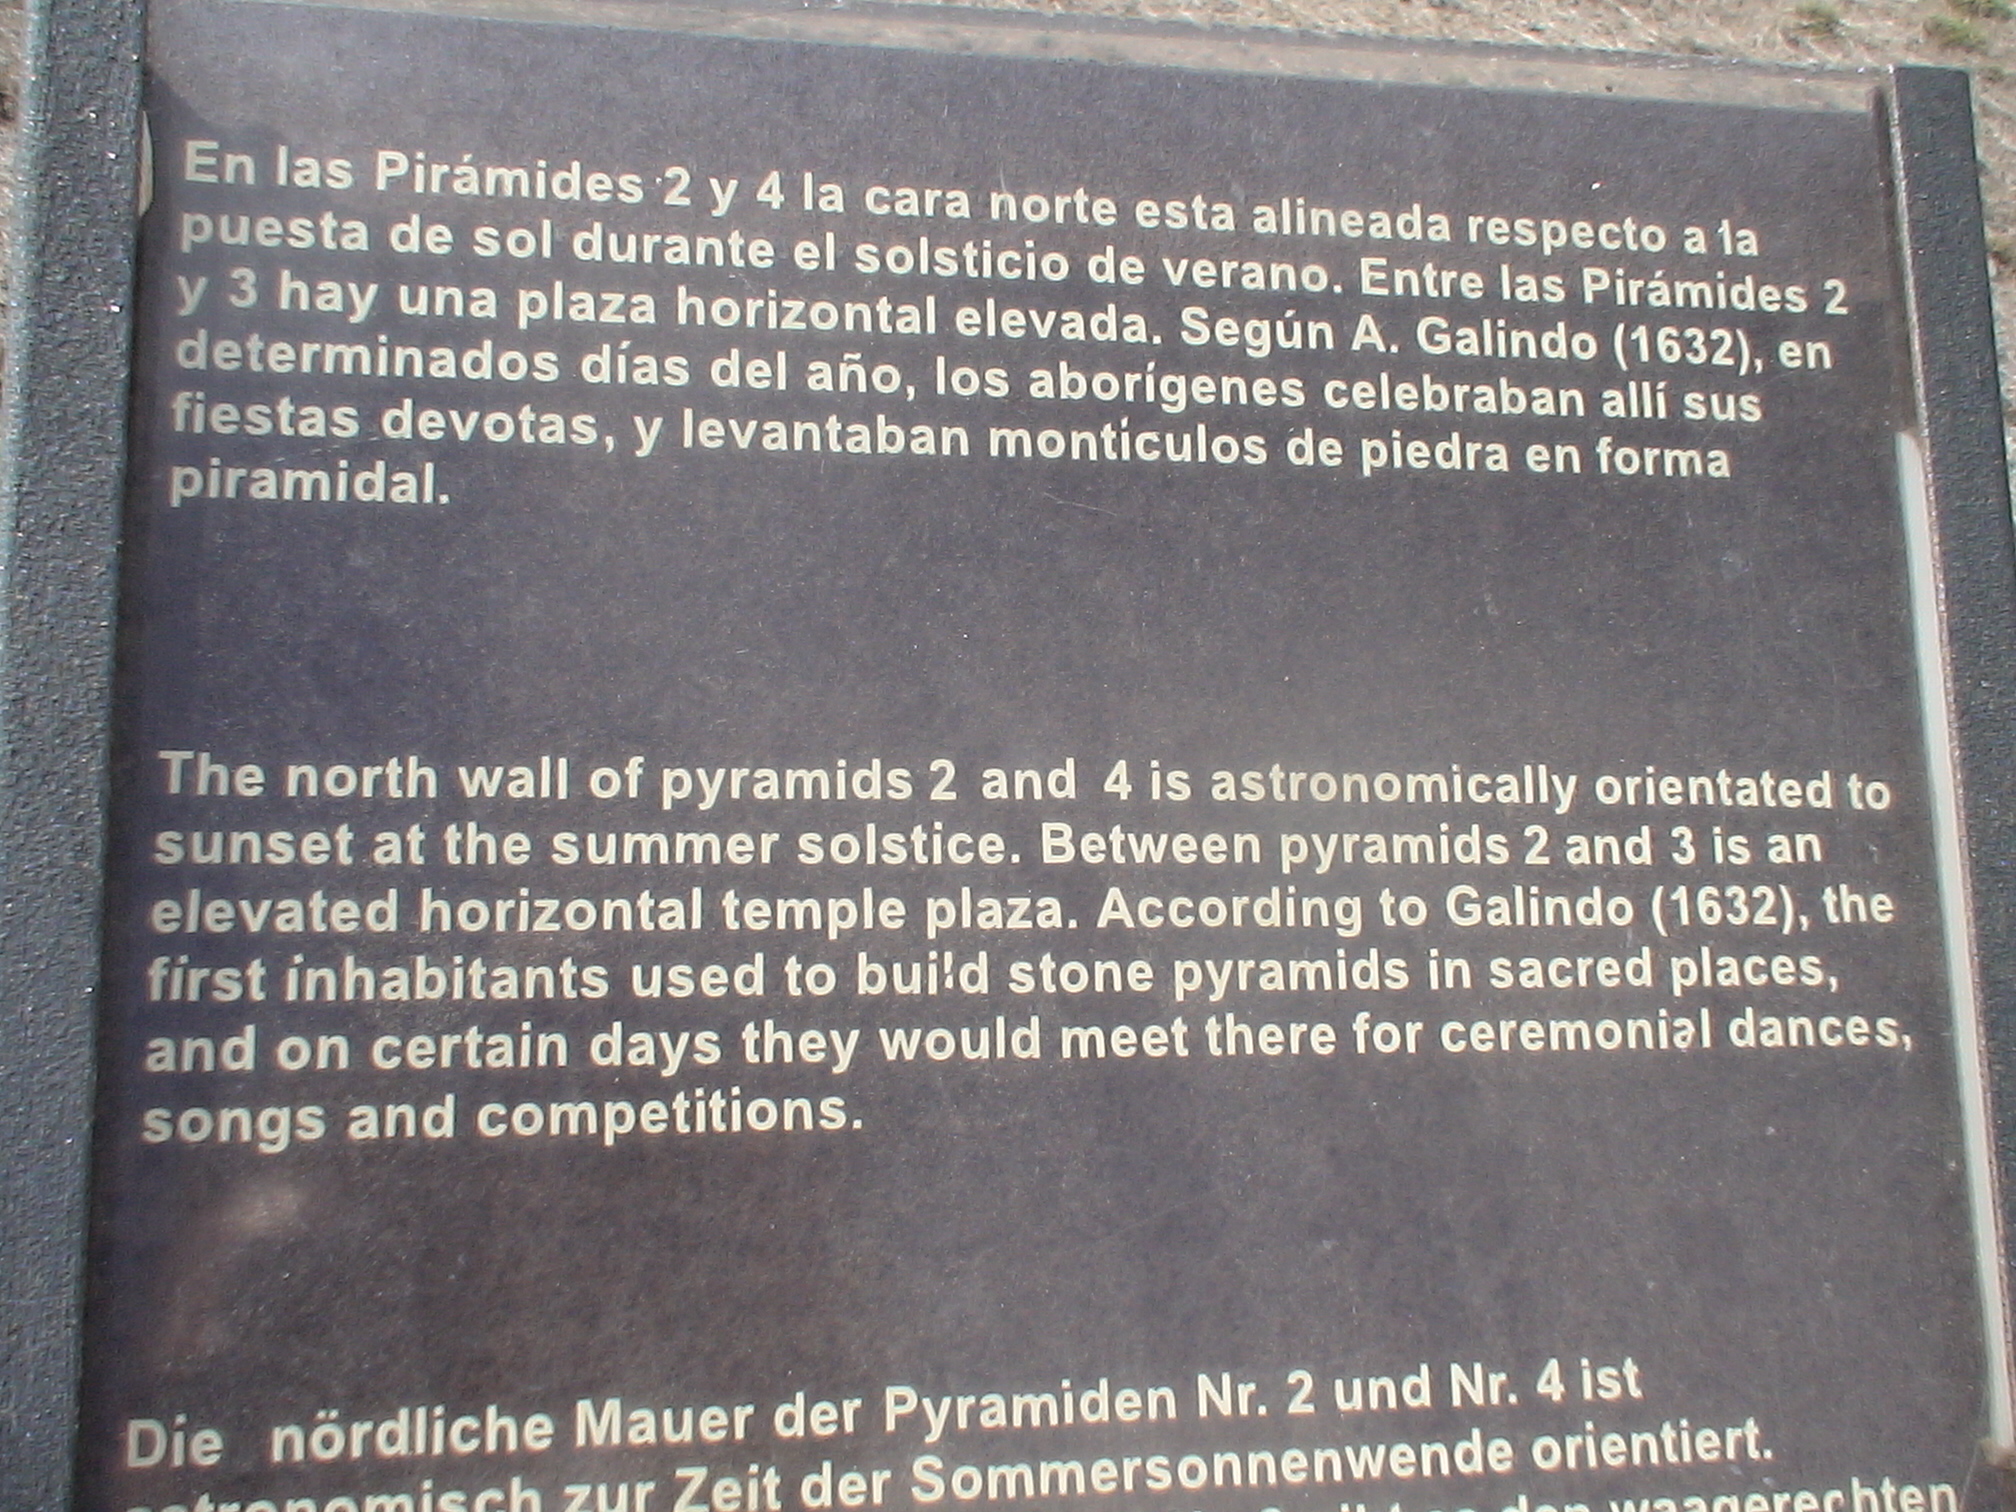 En las Pirámides 2 y 4 la cara norte esta alineada respecto a la
puesta de sol durante el solsticio de verano. Entre las Pirámides 2
y 3 hay una plaza horizontal elevada. Según A. Galindo (1632), en
determinados días del año, los aborígenes celebraban allí sus
fiestas devotas, y levantaban montículos de piedra en forma
piramidal.
The north wall of pyramids 2 and 4 is astronomically orientated to
sunset at the summer solstice. Between pyramids 2 and 3 is an
elevated horizontal temple plaza. According to Galindo (1632), the
first inhabitants used to build stone pyramids in sacred places,
and on certain days they would meet there for ceremonial dances,
songs and competitions.
Die nördliche Mauer der Pyramiden Nr. 2 und Nr. 4 ist
astronomisch zur Zeit der Sommersonnenwende orientiert.
den waagerechten